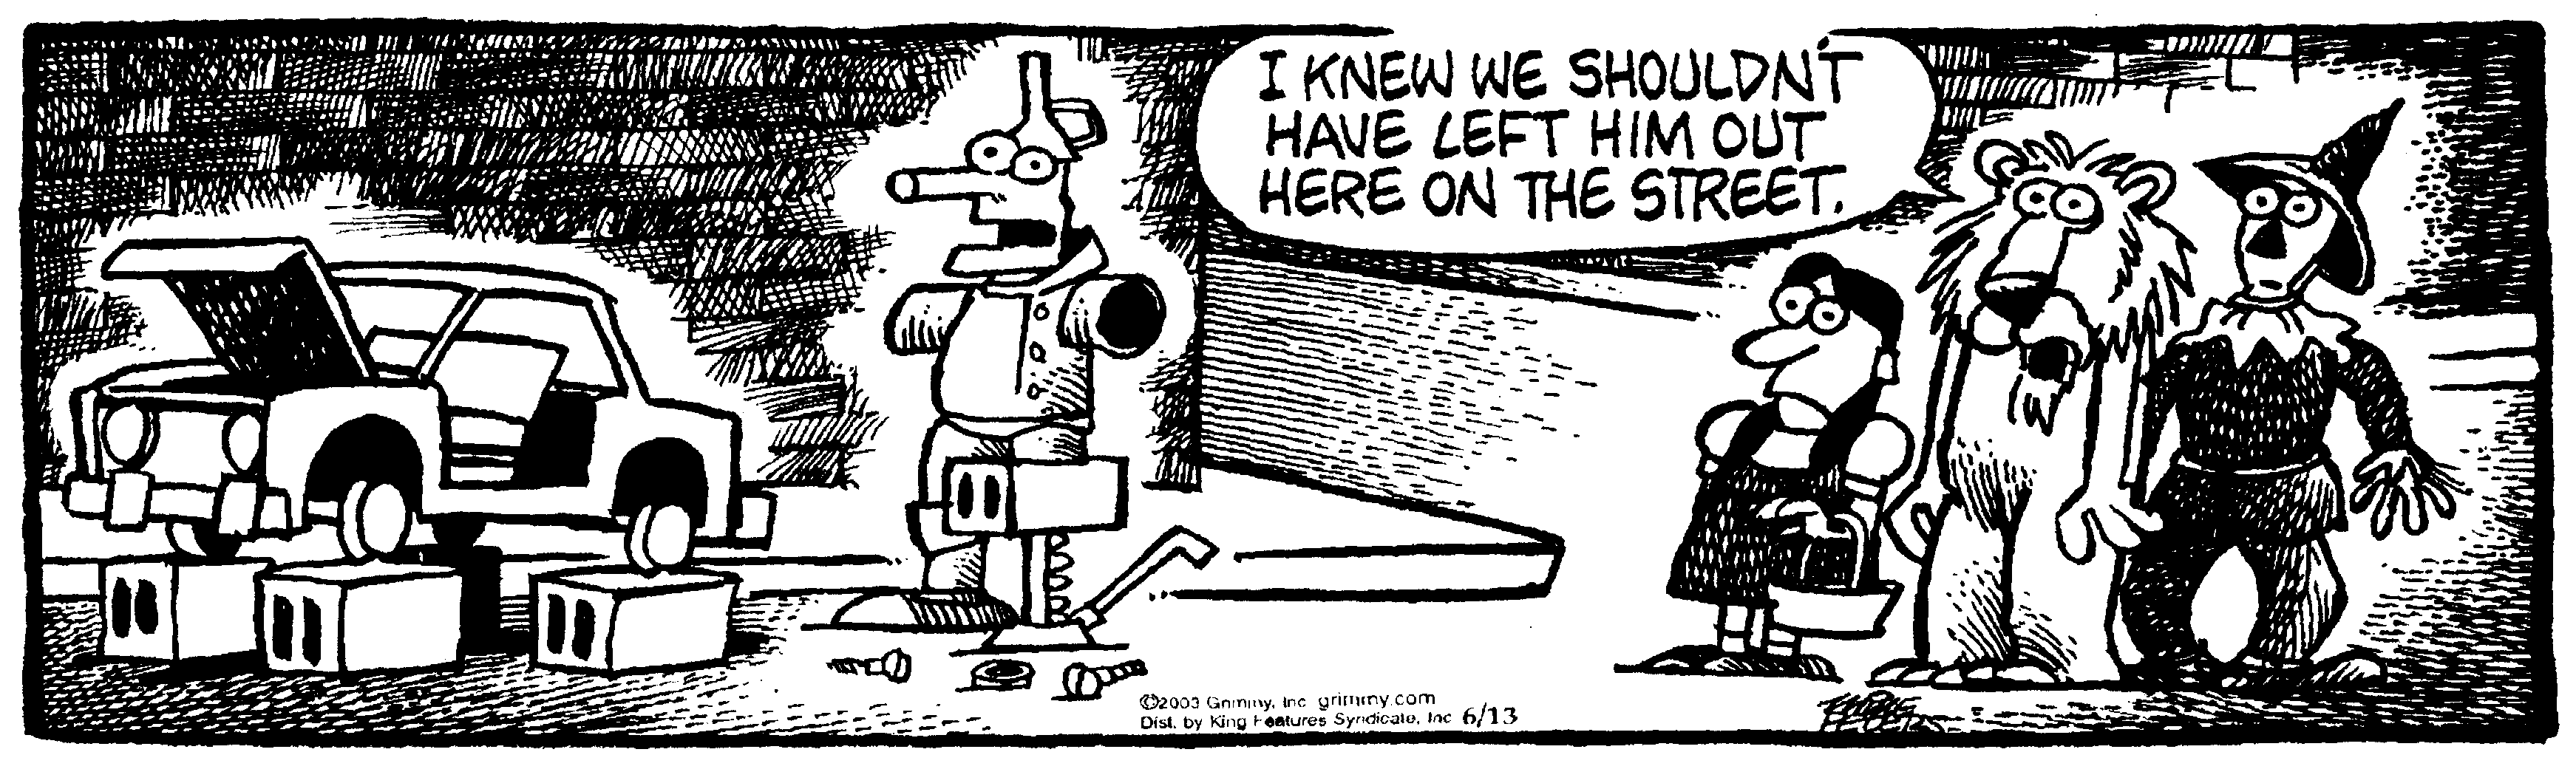 I KNEW WE SHOULDN'T
HAVE LEFT HIM OUT
HERE ON THE STREET.
©2003 Grimmy, Inc grimmy.com
Dist. by King Features Syndicate, Inc 6/13